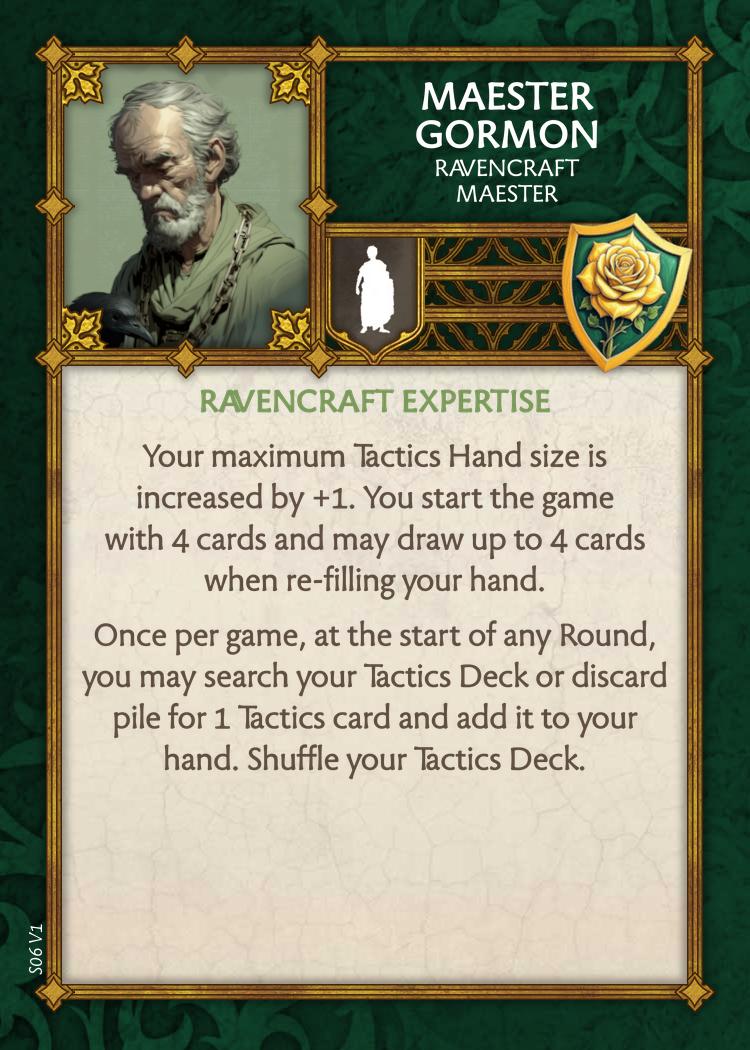 MAESTER
GORMON
RAVENCRAFT
MAESTER
RAVENCRAFT EXPERTISE
Your maximum Tactics Hand size is
increased by +1. You start the game
with 4 cards and may draw up to 4 cards
when re-filling your hand.
Once per game, at the start of any Round,
you may search your Tactics Deck or discard
pile for 1 Tactics card and add it to your
hand. Shuffle your Tactics Deck.
S06 V1